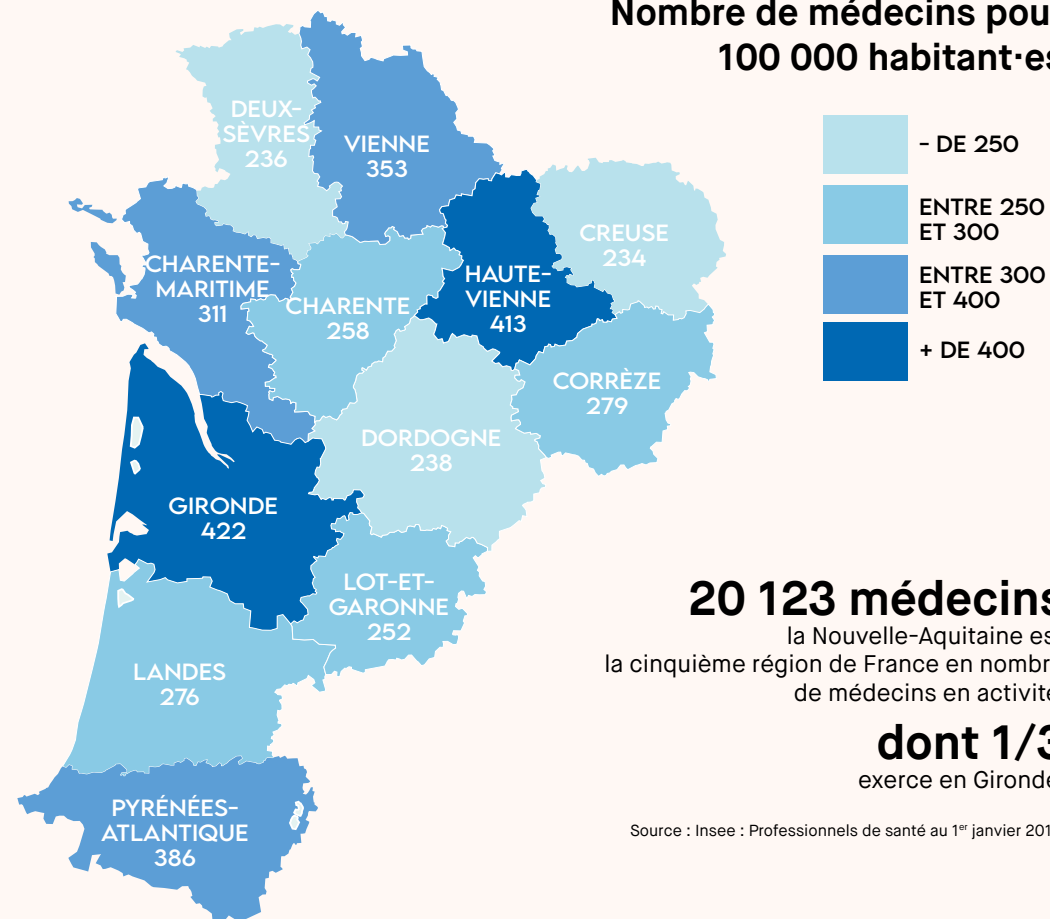 Nombre de médecins pou
100 000 habitant·es
DEUX-
SÈVRES
236
VIENNE
353
CHARENTE-
MARITIME
311
CHARENTE
258
HAUTE-
VIENNE
413
CREUSE
234
CORRÈZE
279
DORDOGNE
238
GIRONDE
422
LOT-ET-
GARONNE
252
LANDES
276
PYRÉNÉES-
ATLANTIQUE
386
- DE 250
ENTRE 250
ET 300
ENTRE 300
ET 400
+ DE 400
20 123 médecins
la Nouvelle-Aquitaine es
la cinquième région de France en nombr
de médecins en activité
dont 1/3
exerce en Gironde
Source : Insee : Professionnels de santé au 1er janvier 201